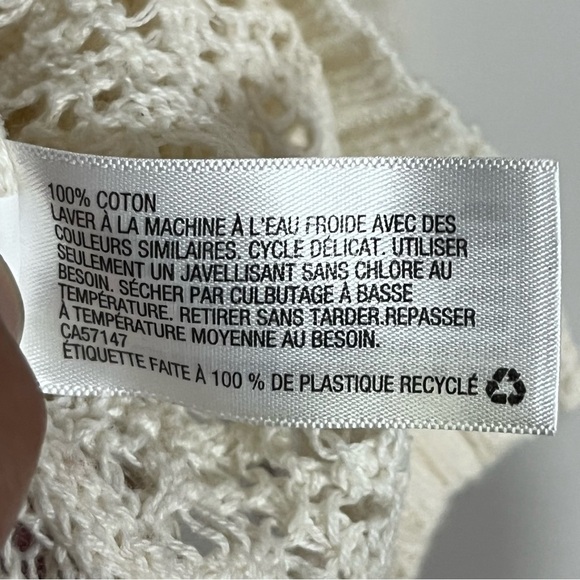 100% COTON
LAVER À LA MACHINE À L'EAU FROIDE AVEC DES
COULEURS SIMILAIRES. CYCLE DÉLICAT. UTILISER
SEULEMENT UN JAVELLISANT SANS CHLORE AU
BESOIN. SÉCHER PAR CULBUTAGE À BASSE
TEMPÉRATURE. RETIRER SANS TARDER.REPASSER
À TEMPÉRATURE MOYENNE AU BESOIN.
CA57147
ÉTIQUETTE FAITE À 100 % DE PLASTIQUE RECYCLÉ